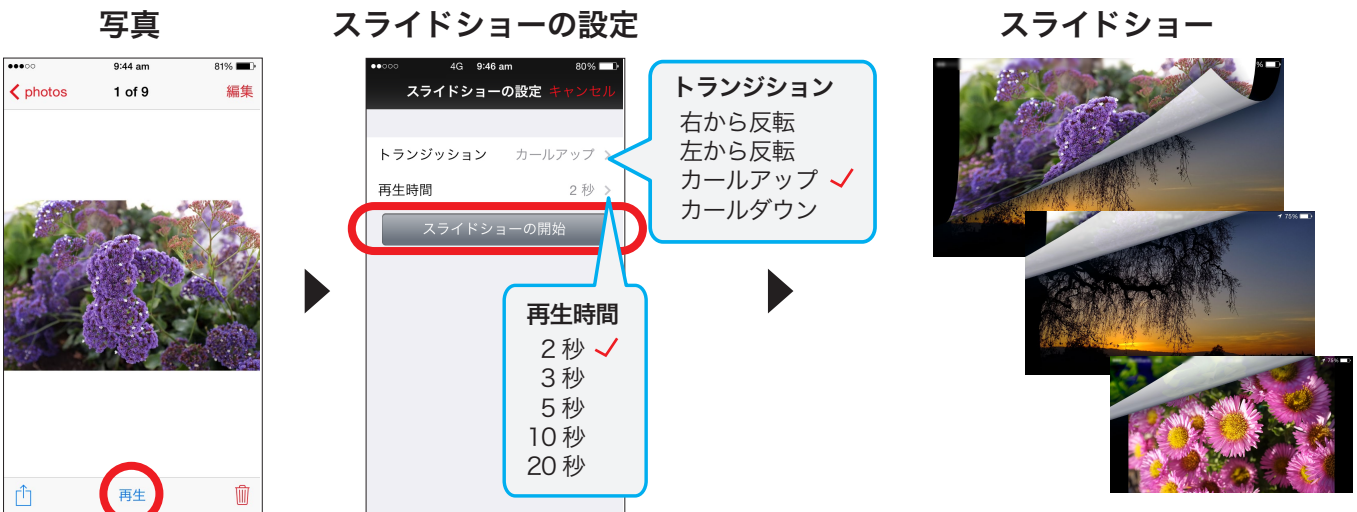 写真
スライドショーの設定
スライドショー
9:44 am
81%
photos
1 of 9
編集
再生
4G 9:46 am
80%
スライドショーの設定 キャンセル
トランジッション カールアップ
再生時間 2 秒
スライドショーの開始
トランジション
右から反転
左から反転
カールアップ
カールダウン
再生時間
2 秒
3 秒
5 秒
10 秒
20 秒
%
75%
75%